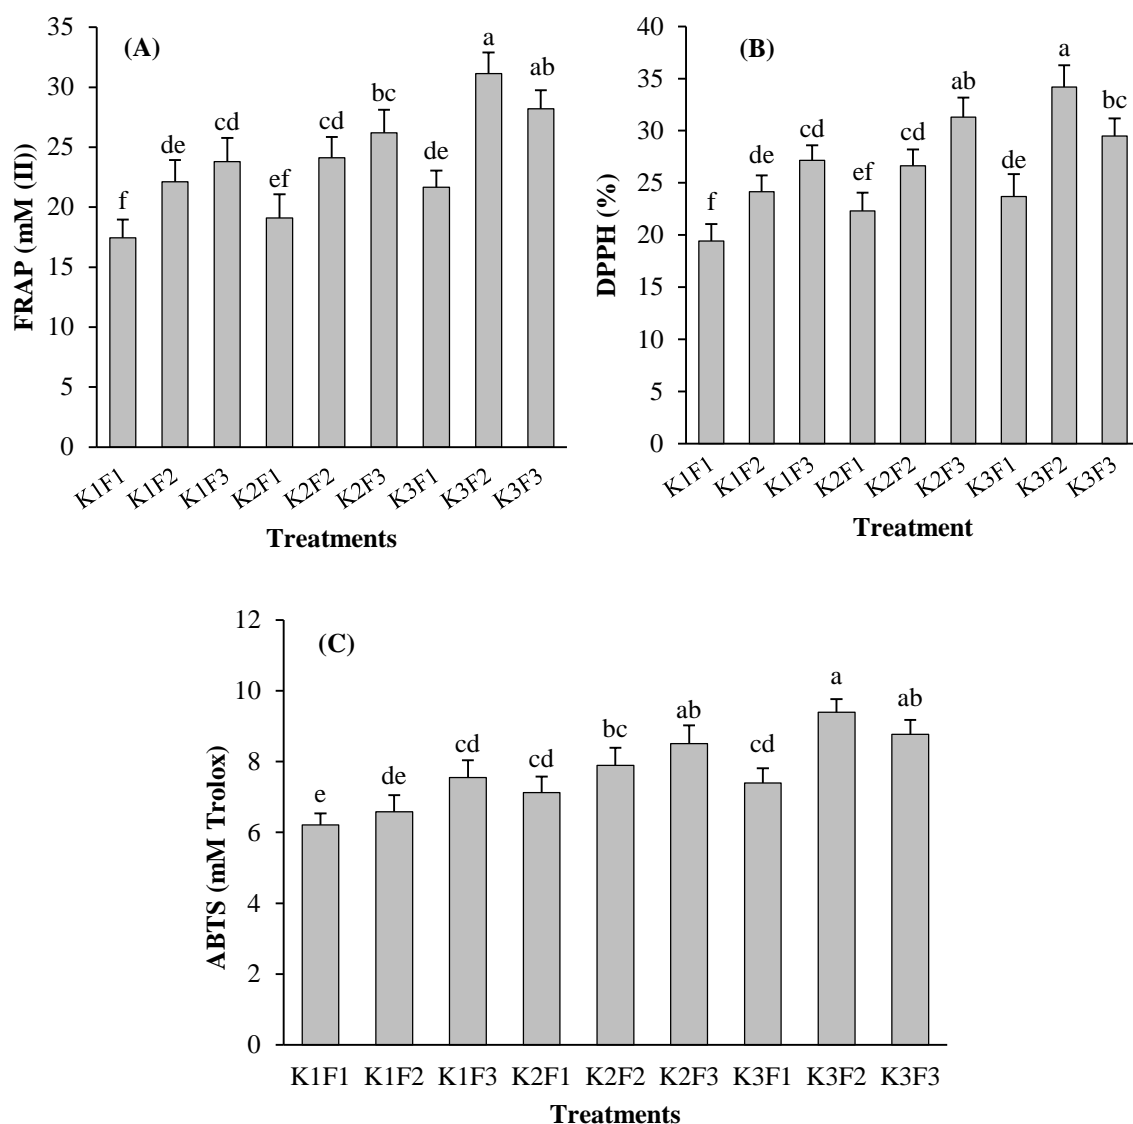 (A)
FRAP (mM (II))
35
30
25
20
15
10
5
0
f
de
cd
ef
cd
bc
de
a
ab
K1F1
K1F2
K1F3
K2F1
K2F2
K2F3
K3F1
K3F2
K3F3
Treatments
(B)
DPPH (%)
40
35
30
25
20
15
10
5
0
f
de
cd
ef
cd
ab
de
a
bc
K1F1
K1F2
K1F3
K2F1
K2F2
K2F3
K3F1
K3F2
K3F3
Treatment
(C)
ABTS (mM Trolox)
12
10
8
6
4
2
0
e
de
cd
cd
bc
ab
cd
a
ab
K1F1 K1F2 K1F3 K2F1 K2F2 K2F3 K3F1 K3F2 K3F3
Treatments